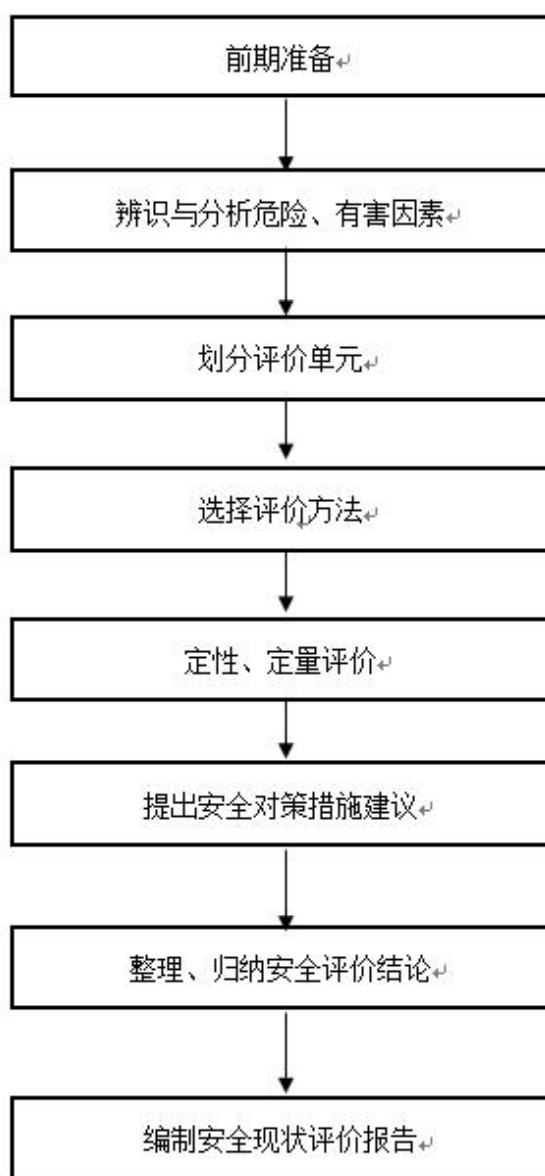 前期准备
辨识与分析危险、有害因素
划分评价单元
选择评价方法
定性、定量评价
提出安全对策措施建议
整理、归纳安全评价结论
编制安全现状评价报告